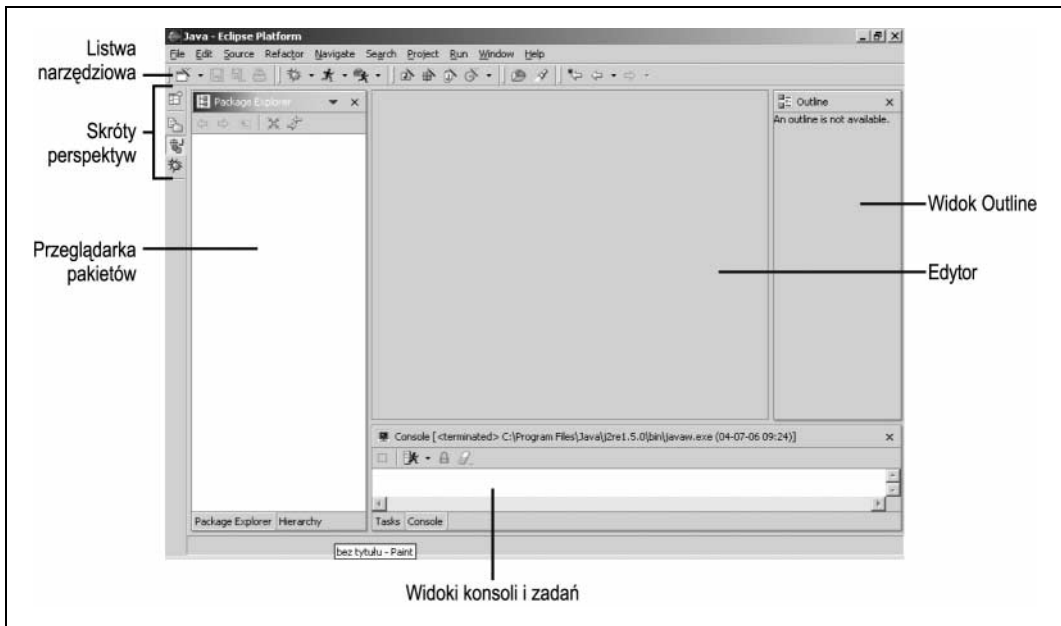 Java - Eclipse Platform
File Edit Source Refactor Navigate Search Project Run Window Help
Listwa
narzędziowa
Skróty
perspektyw
Przeglądarka
pakietów
Package Explorer
Outline
An outline is not available.
Widok Outline
Edytor
Console [<terminated> C:\Program Files\Java\j2re1.5.0\bin\javaw.exe (04-07-06 09:24)]
Package Explorer Hierarchy
Tasks Console
bez tytułu - Paint
Widoki konsoli i zadań